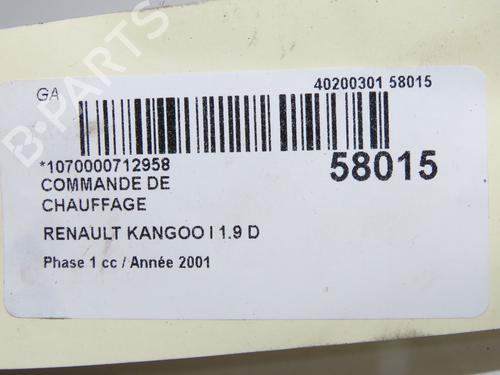 GA
40200301 58015
*1070000712958
58015
COMMANDE DE
CHAUFFAGE
RENAULT KANGOO I 1.9 D
Phase 1 cc / Année 2001
B-PARTS